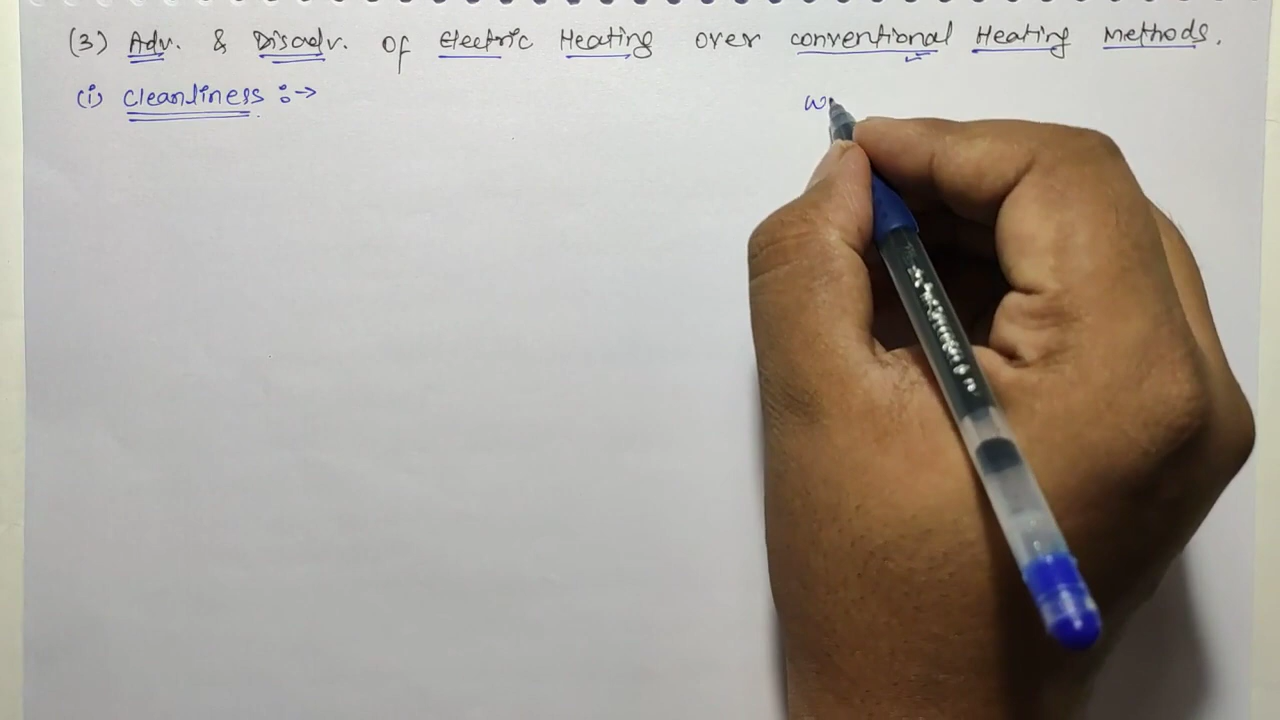 (3) Adv. & Disadv. of Electric Heating over conventional Heating Methods.
(i) Cleanliness :→